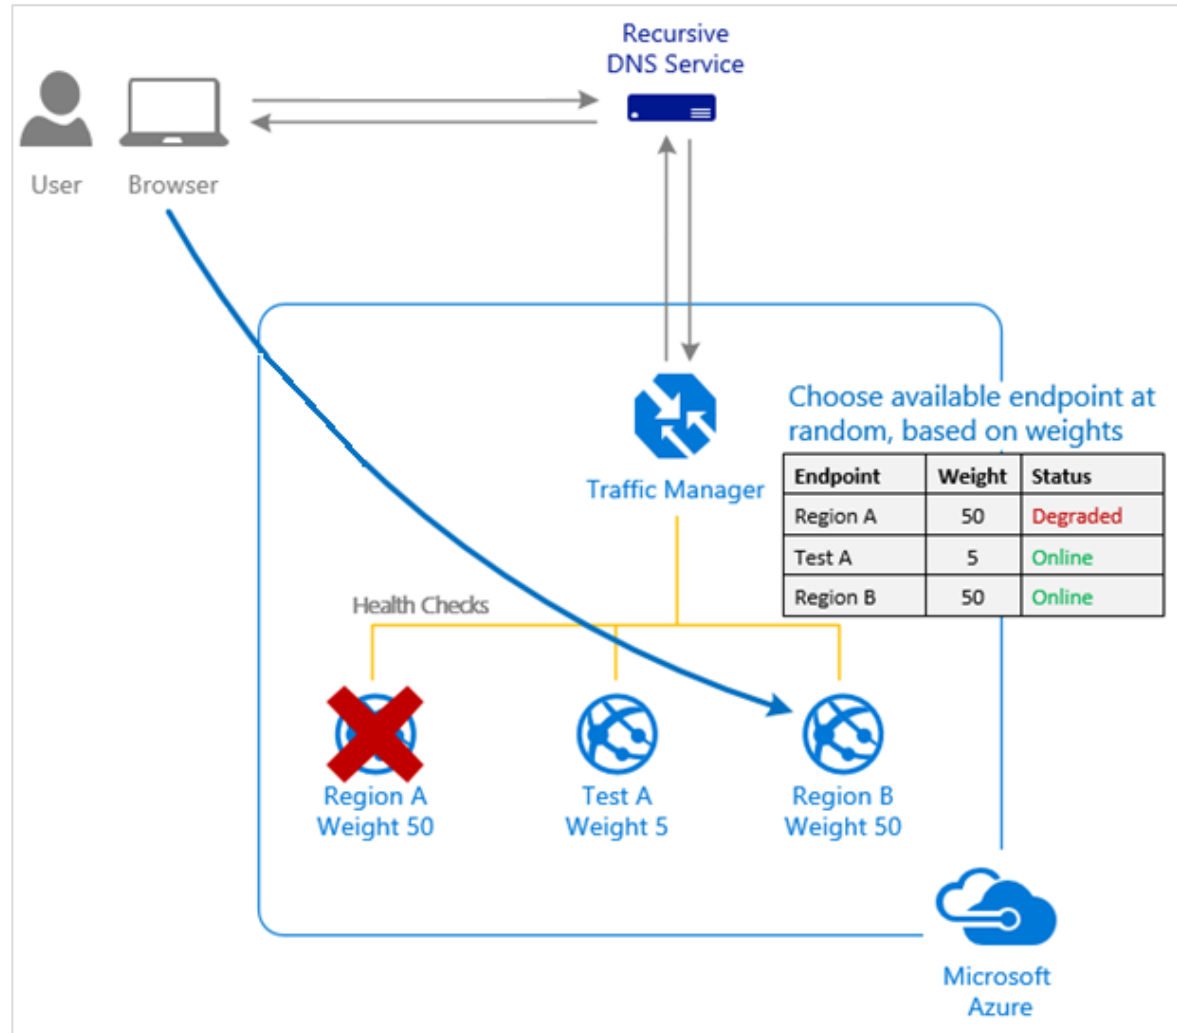 Recursive
DNS Service
User
Browser
Choose available endpoint at
random, based on weights
Endpoint Weight Status
Region A 50 Degraded
Test A 5 Online
Region B 50 Online
Traffic Manager
Health Checks
Region A
Weight 50
Test A
Weight 5
Region B
Weight 50
Microsoft
Azure